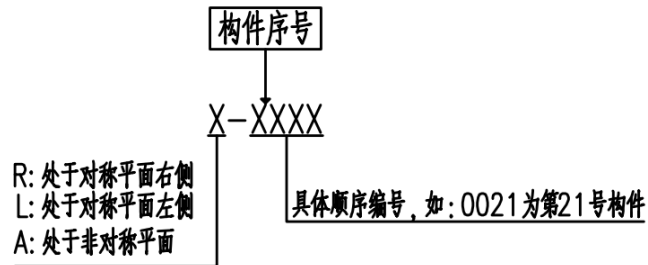 构件序号
X-XXXX
R: 处于对称平面右侧
L: 处于对称平面左侧
A: 处于非对称平面
具体顺序编号, 如: 0021为第21号构件